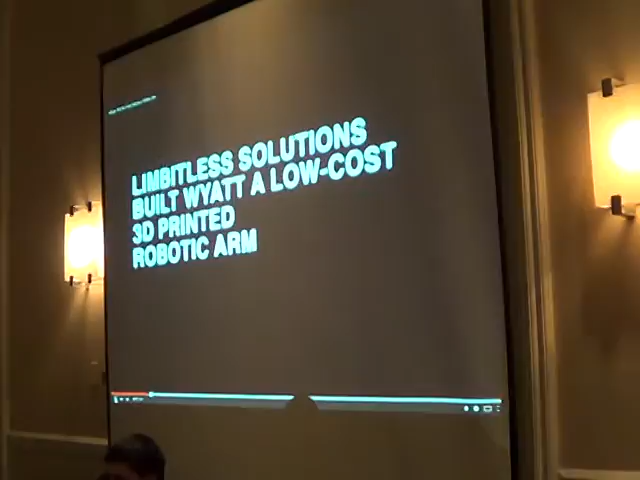 LIMBITLESS SOLUTIONS
BUILT WYATT A LOW-COST
3D PRINTED
ROBOTIC ARM